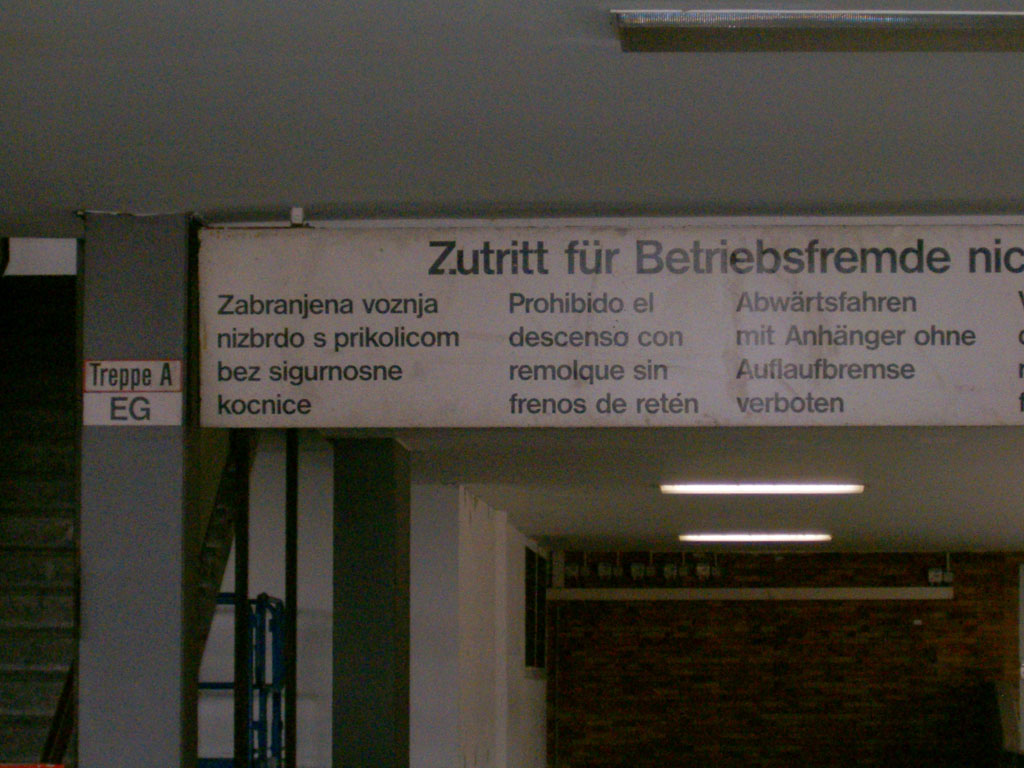 Zutritt für Betriebsfremde nic
Zabranjena voznja
nizbrdo s prikolicom
bez sigurnosne
kocnice
Prohibido el
descenso con
remolque sin
frenos de retén
Abwärtsfahren
mit Anhänger ohne
Auflaufbremse
verboten
Treppe A
EG